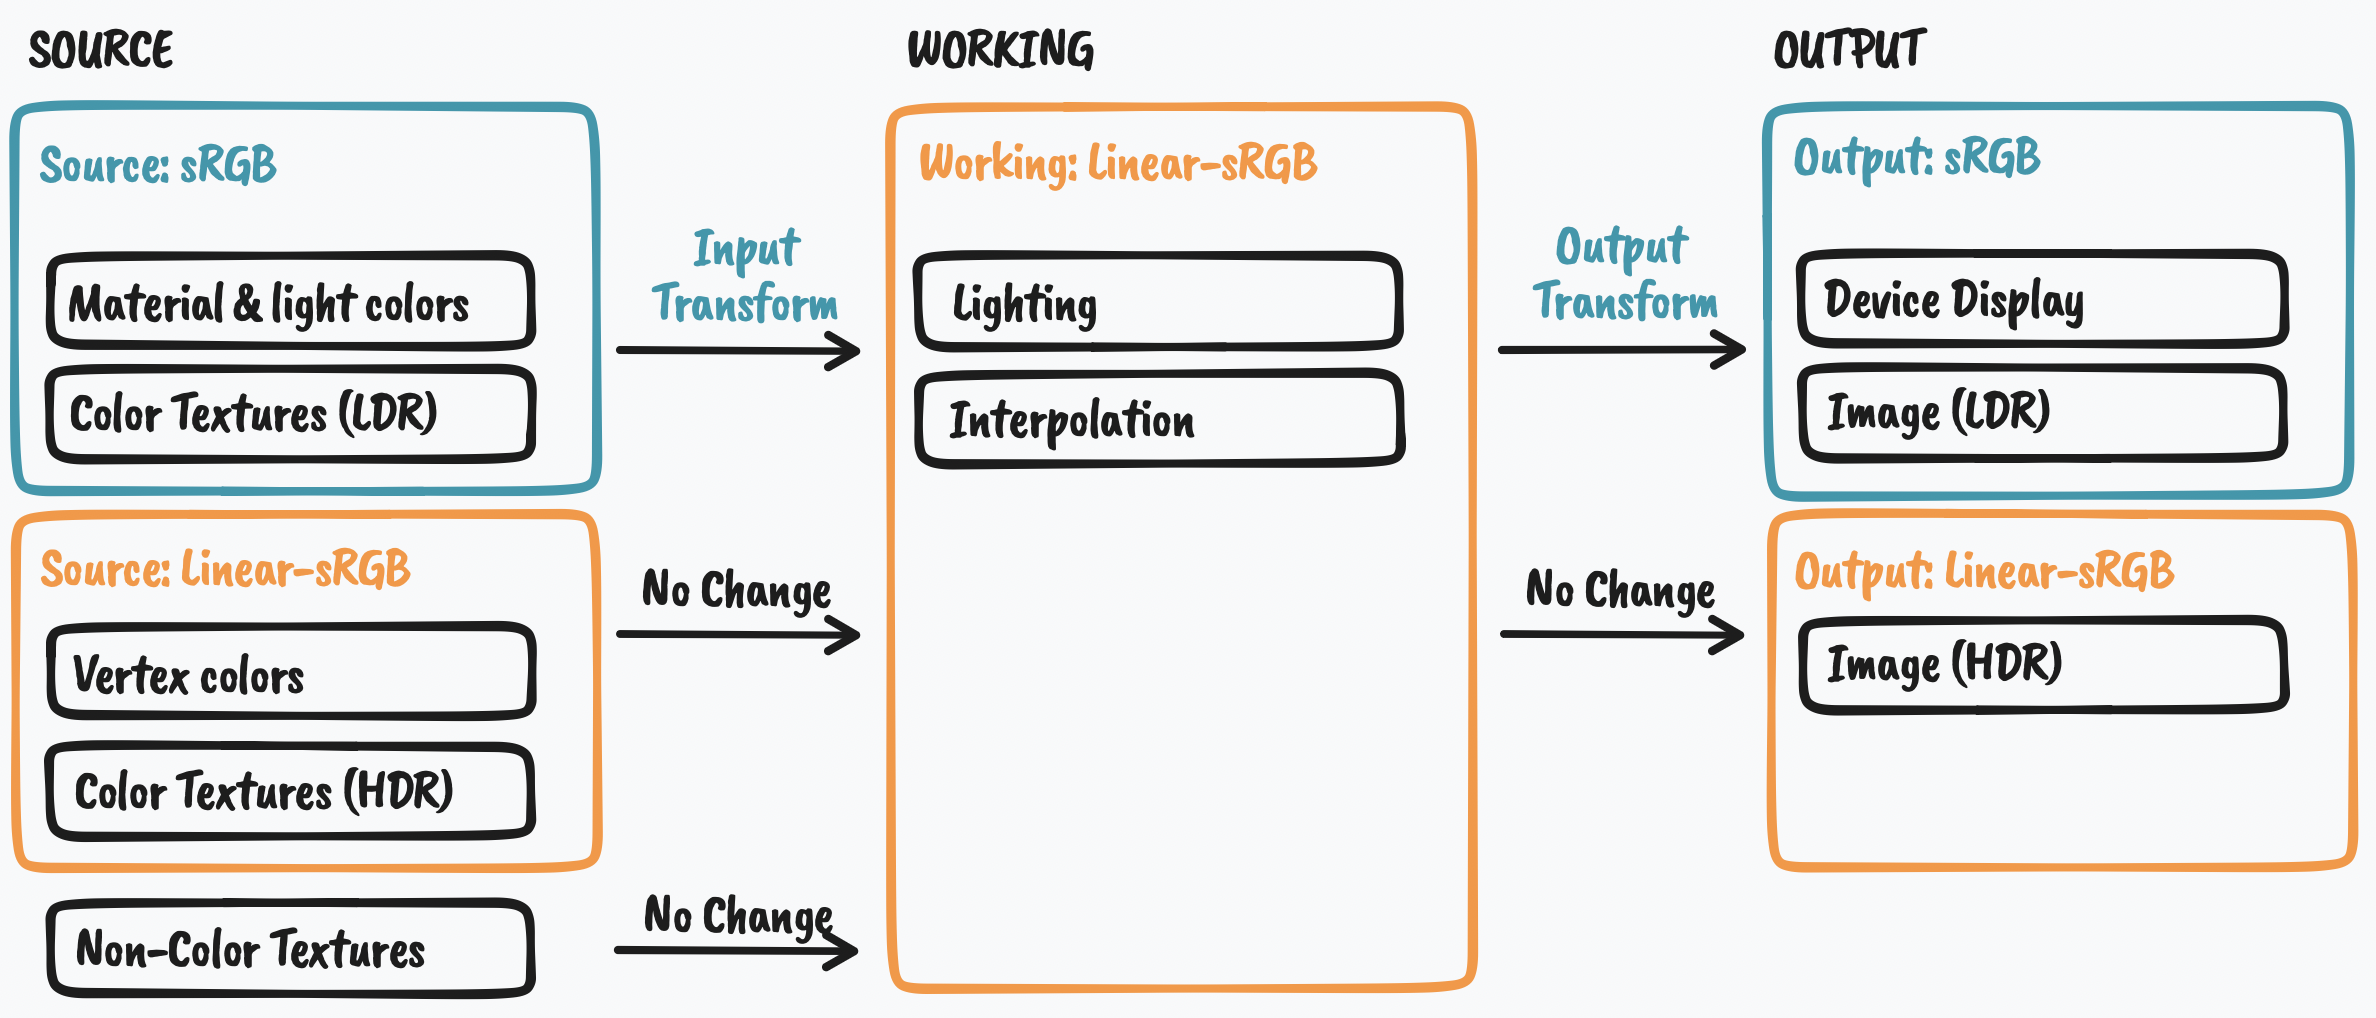 SOURCE
Source: sRGB
Material & light colors
Color Textures (LDR)
Source: Linear-sRGB
Vertex colors
Color Textures (HDR)
Non-Color Textures
Input
Transform
No Change
No Change
WORKING
Working: Linear-sRGB
Lighting
Interpolation
Output
Transform
No Change
OUTPUT
Output: sRGB
Device Display
Image (LDR)
Output: Linear-sRGB
Image (HDR)